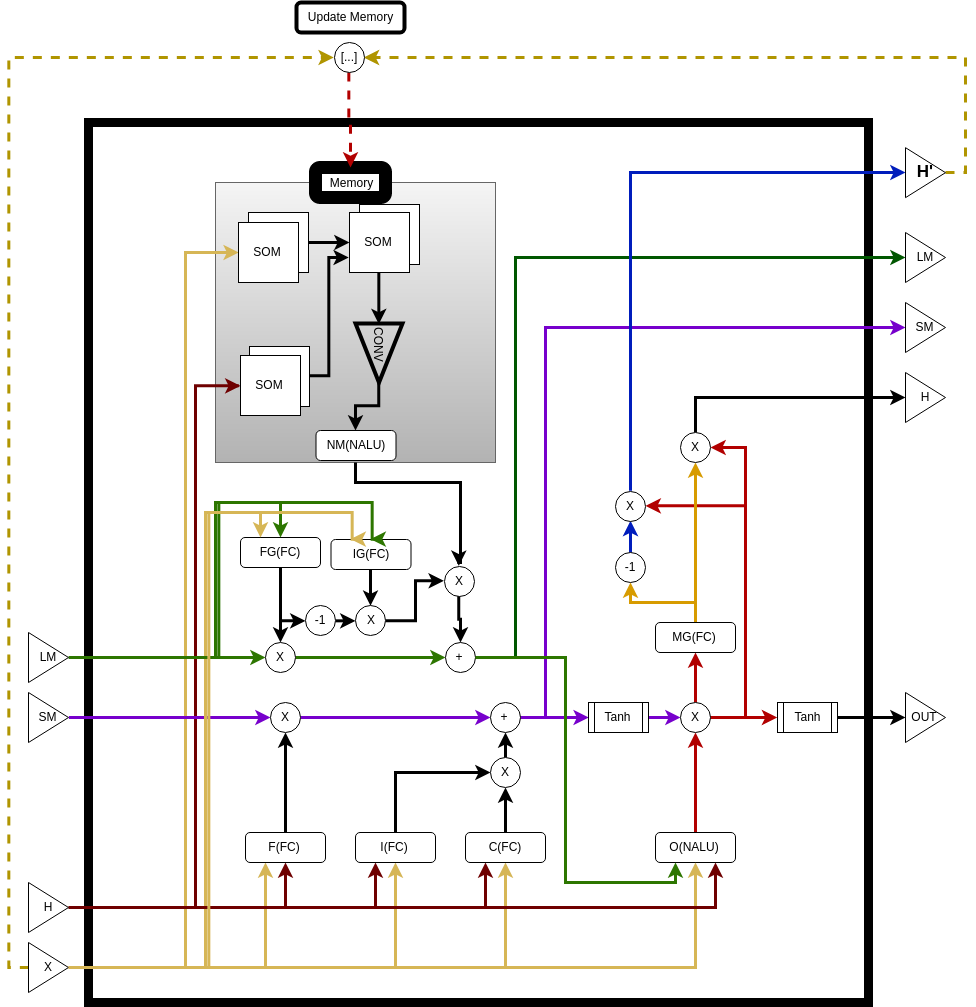 Update Memory
[...]
Memory
H'
SOM
SOM
LM
SM
CONV
SOM
H
NM(NALU)
X
X
FG(FC)
IG(FC)
-1
X
-1
X
MG(FC)
LM
X
+
SM
X
+
Tanh
X
Tanh
OUT
X
F(FC)
I(FC)
C(FC)
O(NALU)
H
X